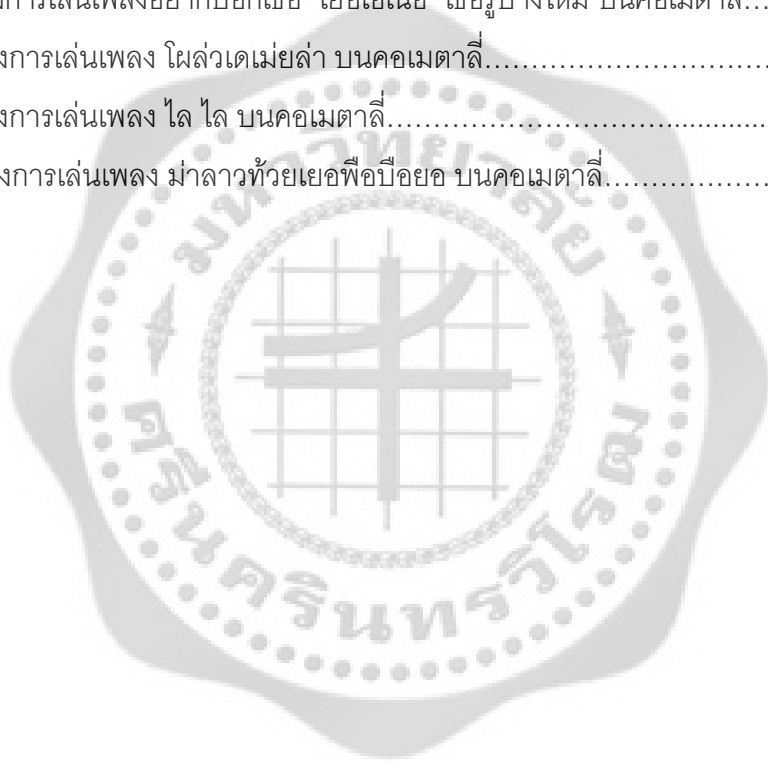 งการเล่นเพลง โผล่วเดเม่ยล่า บนคอเมตาลี่……………………………
งการเล่นเพลง ไล ไล บนคอเมตาลี่……………………………................
งการเล่นเพลง ม่าลาวท้วยเยอพือบือยอ บนคอเมตาลี่………………
มหาวิทยาลัย
ศรีนครินทรวิโรฒ